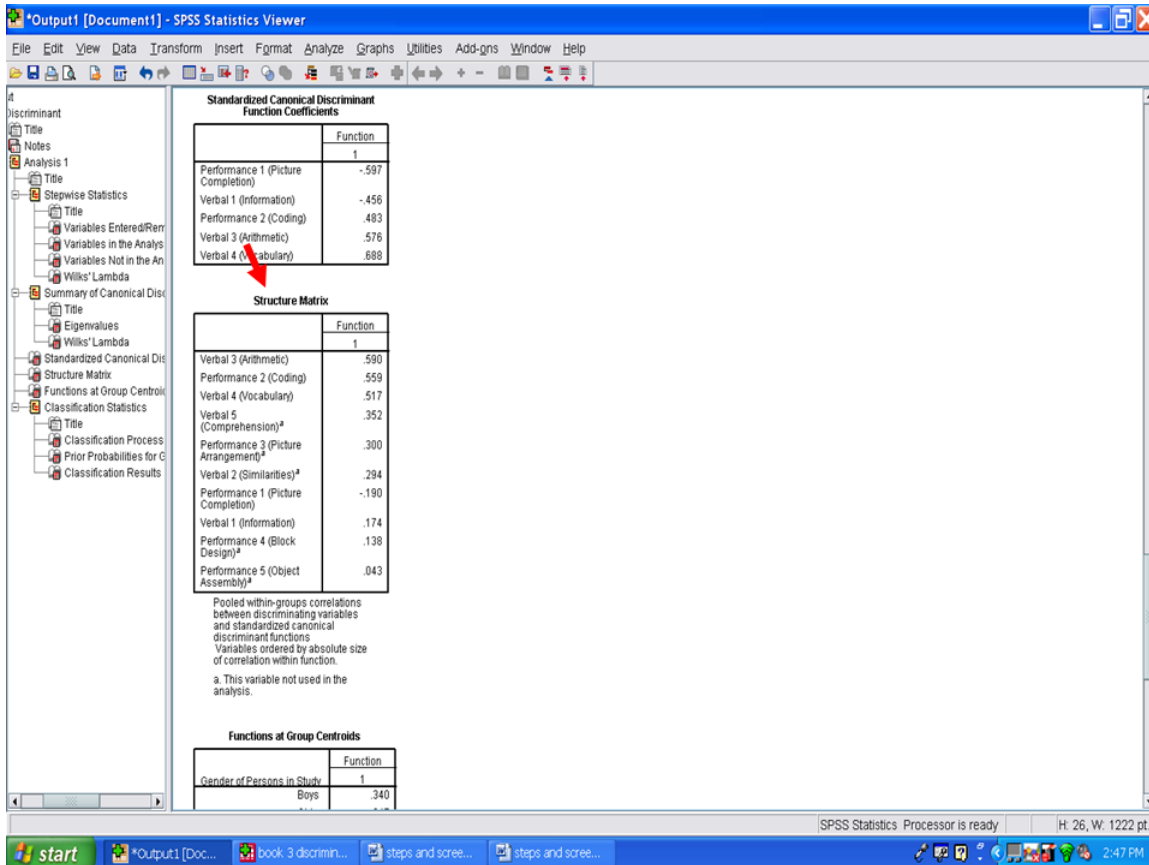 *Output1 [Document1] - SPSS Statistics Viewer
File Edit View Data Transform Insert Format Analyze Graphs Utilities Add-ons Window Help
Discriminant
Title
Notes
Analysis 1
Title
Stepwise Statistics
Title
Variables Entered/Rem
Variables in the Analys
Variables Not in the An
Wilks' Lambda
Summary of Canonical Disc
Title
Eigenvalues
Wilks' Lambda
Standardized Canonical Dis
Structure Matrix
Functions at Group Centroid
Classification Statistics
Title
Classification Process
Prior Probabilities for G
Classification Results
Standardized Canonical Discriminant
Function Coefficients
Function
1
Performance 1 (Picture
Completion) -.597
Verbal 1 (Information) -.456
Performance 2 (Coding) .483
Verbal 3 (Arithmetic) .576
Verbal 4 (Vocabulary) .688
Structure Matrix
Function
1
Verbal 3 (Arithmetic) .590
Performance 2 (Coding) .559
Verbal 4 (Vocabulary) .517
Verbal 5
(Comprehension)a .352
Performance 3 (Picture
Arrangement)a .300
Verbal 2 (Similarities)a .294
Performance 1 (Picture
Completion) -.190
Verbal 1 (Information) .174
Performance 4 (Block
Design)a .138
Performance 5 (Object
Assembly)a .043
Pooled within-groups correlations
between discriminating variables
and standardized canonical
discriminant functions
Variables ordered by absolute size
of correlation within function.
a. This variable not used in the
analysis.
Functions at Group Centroids
Function
Gender of Persons in Study 1
Boys .340
SPSS Statistics Processor is ready H: 26, W: 1222 pt.
start *Output1 [Doc... book 3 discrimin... steps and scree... steps and scree... 2:47 PM